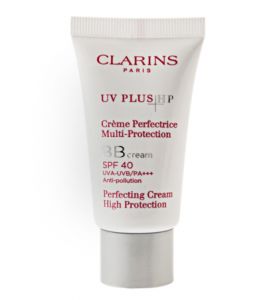 CLARINS
PARIS
UV PLUS HP
Crème Perfectrice
Multi-Protection
BB cream
SPF 40
UVA-UVB/PA+++
Anti-pollution
Perfecting Cream
High Protection